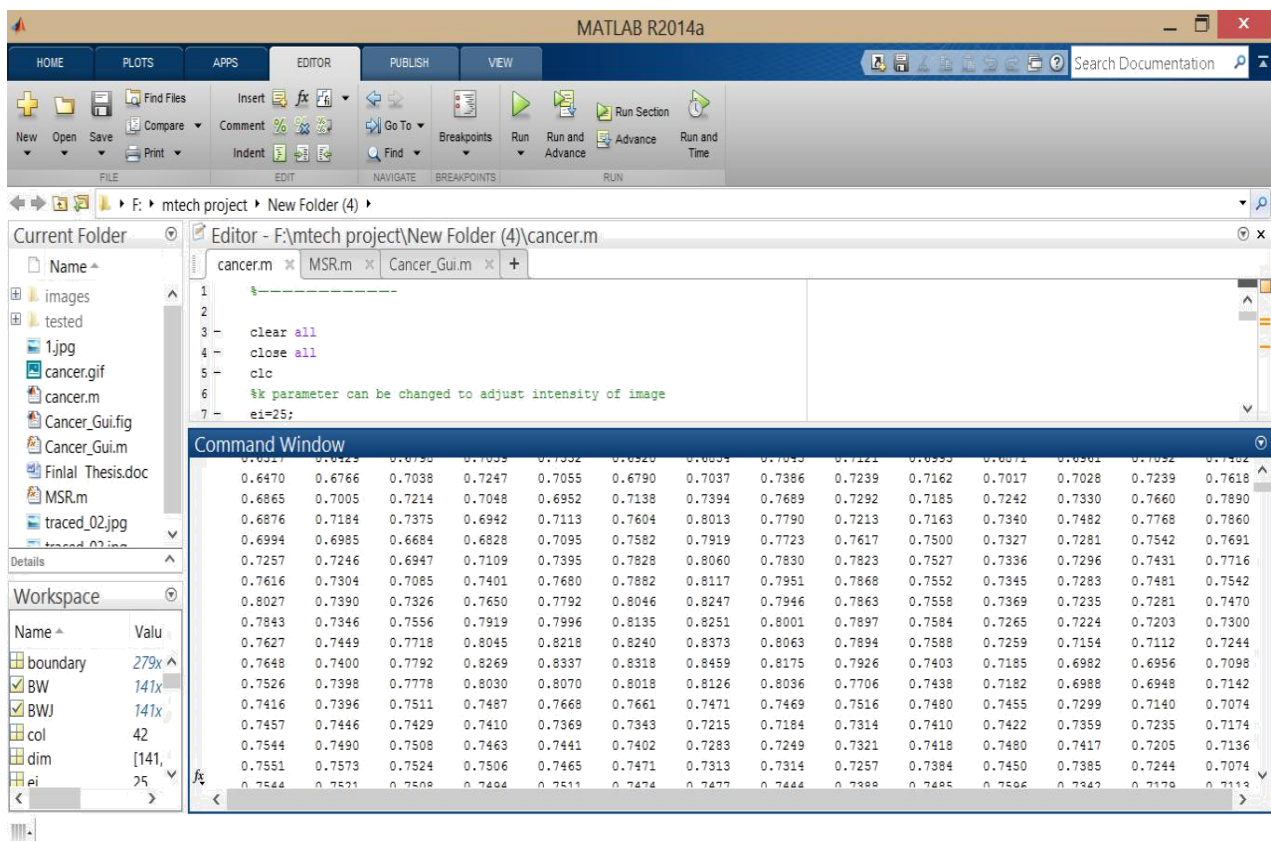 MATLAB R2014a
HOME PLOTS APPS EDITOR PUBLISH VIEW Search Documentation
New Open Save Find Files Compare Print
Insert fx Comment % Indent
Go To Find
Breakpoints Run Run and Advance Run Section Advance Run and Time
FILE EDIT NAVIGATE BREAKPOINTS RUN
F: mtech project New Folder (4)
Current Folder
Name
images
tested
1.jpg
cancer.gif
cancer.m
Cancer_Gui.fig
Cancer_Gui.m
Finlal Thesis.doc
MSR.m
traced_02.jpg
Details
Workspace
Name Valu
boundary 279x
BW 141x
BWJ 141x
col 42
dim [141,
ei 25
Editor - F:\mtech project\New Folder (4)\cancer.m
cancer.m MSR.m Cancer_Gui.m +
1 %————————————-
2
3 - clear all
4 - close all
5 - clc
6 %k parameter can be changed to adjust intensity of image
7 - ei=25;
Command Window
0.6470 0.6766 0.7038 0.7247 0.7055 0.6790 0.7037 0.7386 0.7239 0.7162 0.7017 0.7028 0.7239 0.7618
0.6865 0.7005 0.7214 0.7048 0.6952 0.7138 0.7394 0.7689 0.7292 0.7185 0.7242 0.7330 0.7660 0.7890
0.6876 0.7184 0.7375 0.6942 0.7113 0.7604 0.8013 0.7790 0.7213 0.7163 0.7340 0.7482 0.7768 0.7860
0.6994 0.6985 0.6684 0.6828 0.7095 0.7582 0.7919 0.7723 0.7617 0.7500 0.7327 0.7281 0.7542 0.7691
0.7257 0.7246 0.6947 0.7109 0.7395 0.7828 0.8060 0.7830 0.7823 0.7527 0.7336 0.7296 0.7431 0.7716
0.7616 0.7304 0.7085 0.7401 0.7680 0.7882 0.8117 0.7951 0.7868 0.7552 0.7345 0.7283 0.7481 0.7542
0.8027 0.7390 0.7326 0.7650 0.7792 0.8046 0.8247 0.7946 0.7863 0.7558 0.7369 0.7235 0.7281 0.7470
0.7843 0.7346 0.7556 0.7919 0.7996 0.8135 0.8251 0.8001 0.7897 0.7584 0.7265 0.7224 0.7203 0.7300
0.7627 0.7449 0.7718 0.8045 0.8218 0.8240 0.8373 0.8063 0.7894 0.7588 0.7259 0.7154 0.7112 0.7244
0.7648 0.7400 0.7792 0.8269 0.8337 0.8318 0.8459 0.8175 0.7926 0.7403 0.7185 0.6982 0.6956 0.7098
0.7526 0.7398 0.7778 0.8030 0.8070 0.8018 0.8126 0.8036 0.7706 0.7438 0.7182 0.6988 0.6948 0.7142
0.7416 0.7396 0.7511 0.7487 0.7668 0.7661 0.7471 0.7469 0.7516 0.7480 0.7455 0.7299 0.7140 0.7074
0.7457 0.7446 0.7429 0.7410 0.7369 0.7343 0.7215 0.7184 0.7314 0.7410 0.7422 0.7359 0.7235 0.7174
0.7544 0.7490 0.7508 0.7463 0.7441 0.7402 0.7283 0.7249 0.7321 0.7418 0.7480 0.7417 0.7205 0.7136
0.7551 0.7573 0.7524 0.7506 0.7465 0.7471 0.7313 0.7314 0.7257 0.7384 0.7450 0.7385 0.7244 0.7074
fx